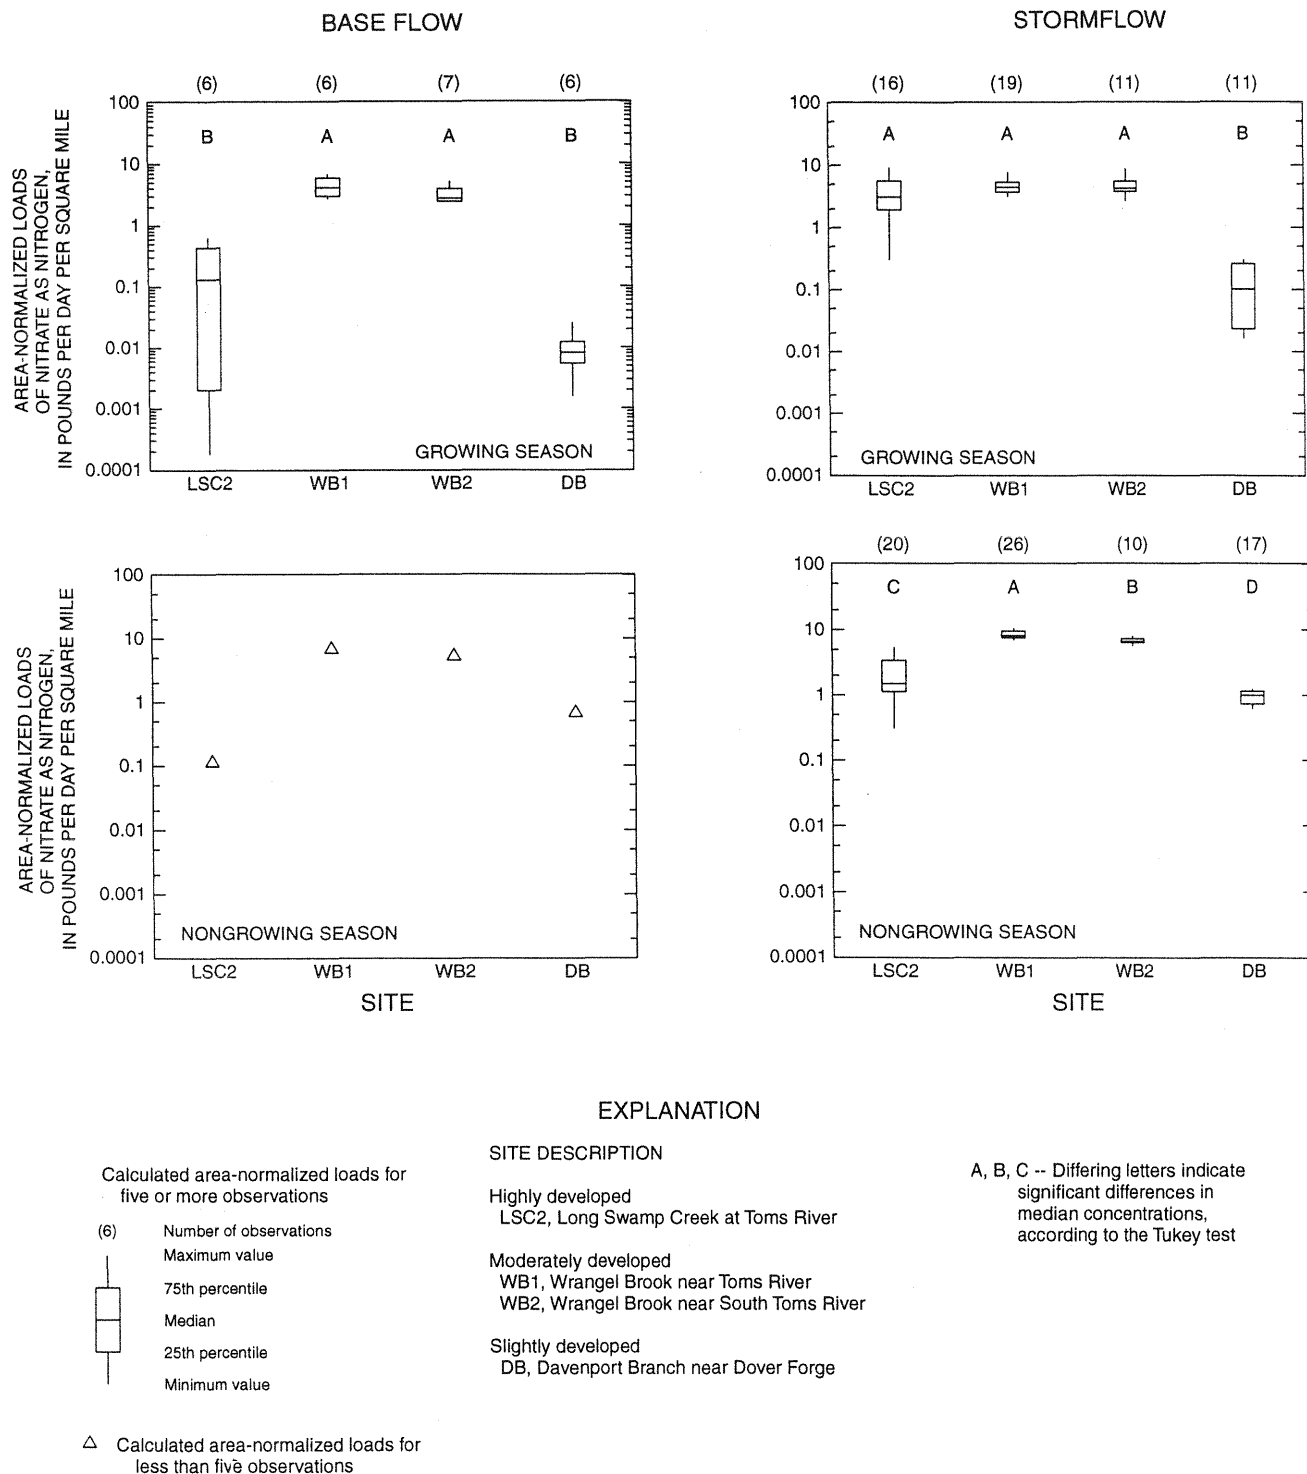 BASE FLOW
STORMFLOW
(6) (6) (7) (6)
AREA-NORMALIZED LOADS
OF NITRATE AS NITROGEN,
IN POUNDS PER DAY PER SQUARE MILE
100
10
1
0.1
0.01
0.001
0.0001
B A A B
GROWING SEASON
LSC2 WB1 WB2 DB
(16) (19) (11) (11)
100
10
1
0.1
0.01
0.001
0.0001
A A A B
GROWING SEASON
LSC2 WB1 WB2 DB
AREA-NORMALIZED LOADS
OF NITRATE AS NITROGEN,
IN POUNDS PER DAY PER SQUARE MILE
100
10
1
0.1
0.01
0.001
0.0001
NONGROWING SEASON
LSC2 WB1 WB2 DB
SITE
(20) (26) (10) (17)
100
10
1
0.1
0.01
0.001
0.0001
C A B D
NONGROWING SEASON
LSC2 WB1 WB2 DB
SITE
EXPLANATION
Calculated area-normalized loads for
five or more observations
(6) Number of observations
Maximum value
75th percentile
Median
25th percentile
Minimum value
Calculated area-normalized loads for
less than five observations
SITE DESCRIPTION
Highly developed
LSC2, Long Swamp Creek at Toms River
Moderately developed
WB1, Wrangel Brook near Toms River
WB2, Wrangel Brook near South Toms River
Slightly developed
DB, Davenport Branch near Dover Forge
A, B, C -- Differing letters indicate
significant differences in
median concentrations,
according to the Tukey test